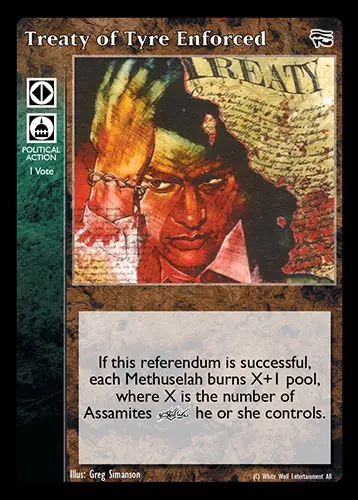 Treaty of Tyre Enforced
POLITICAL
ACTION
1 Vote
TREATY
If this referendum is successful,
each Methuselah burns X+1 pool,
where X is the number of
Assamites he or she controls.
Illus: Greg Simanson
(C) White Wolf Entertainment AB